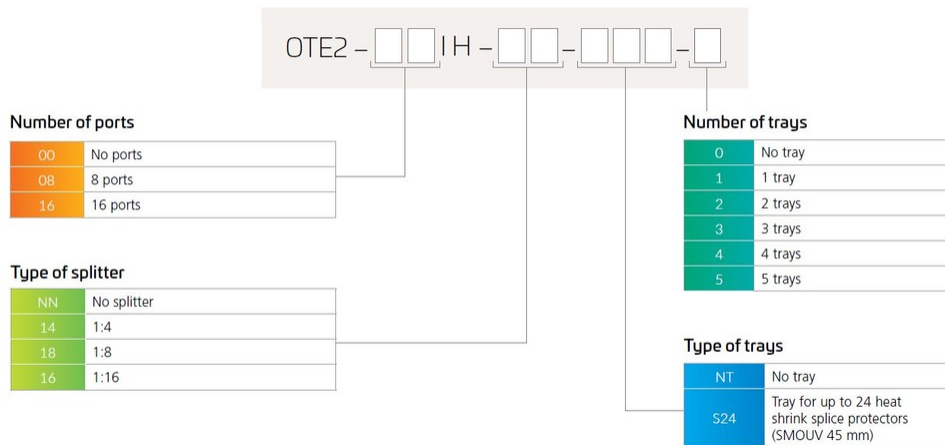 OTE2 – IH – – –
Number of ports
00 No ports
08 8 ports
16 16 ports
Type of splitter
NN No splitter
14 1:4
18 1:8
16 1:16
Number of trays
0 No tray
1 1 tray
2 2 trays
3 3 trays
4 4 trays
5 5 trays
Type of trays
NT No tray
S24 Tray for up to 24 heat
shrink splice protectors
(SMOUV 45 mm)